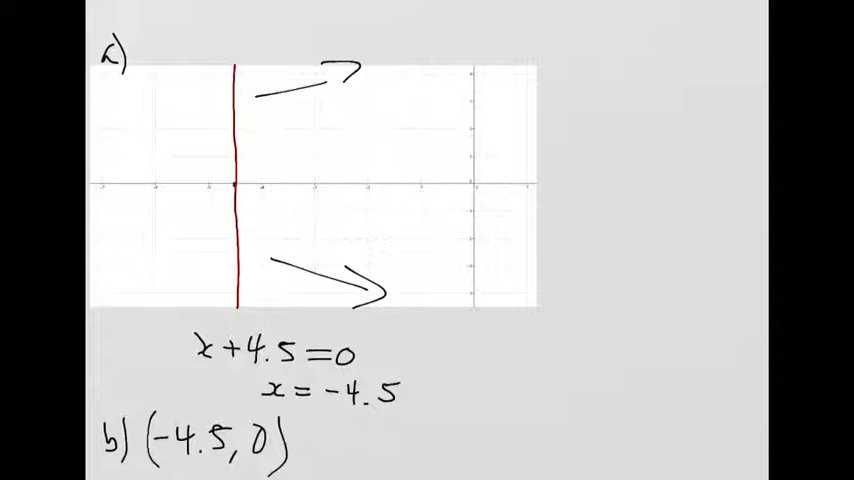 a)
x + 4.5 = 0
x = -4.5
b) (-4.5, 0)